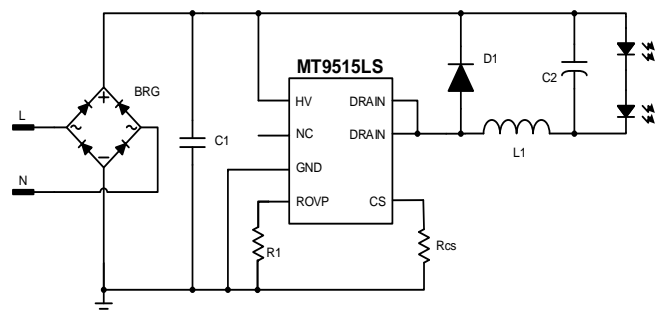 D1
MT9515LS
BRG
C2
L
HV
DRAIN
NC
DRAIN
C1
L1
GND
N
ROVP
CS
R1
Rcs